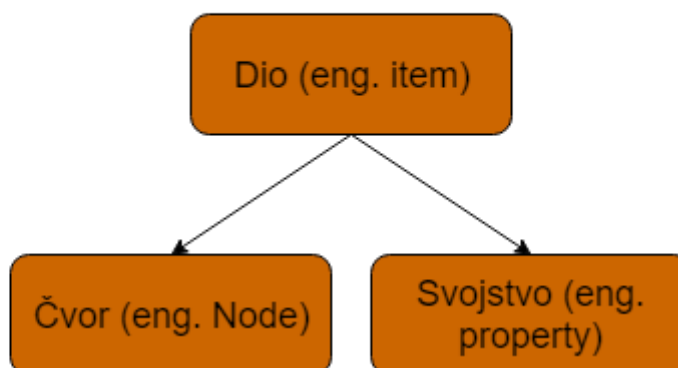 Dio (eng. item)
Čvor (eng. Node)
Svojstvo (eng.
property)